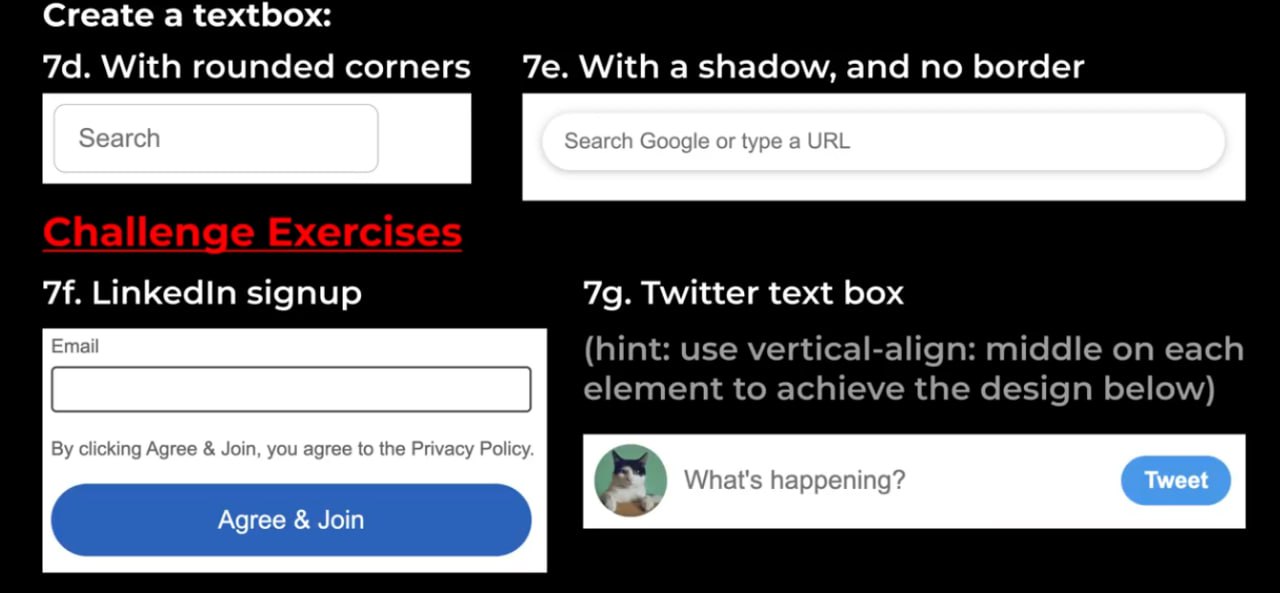 Create a textbox:
7d. With rounded corners
Search
7e. With a shadow, and no border
Search Google or type a URL
Challenge Exercises
7f. LinkedIn signup
Email
By clicking Agree & Join, you agree to the Privacy Policy.
Agree & Join
7g. Twitter text box
(hint: use vertical-align: middle on each
element to achieve the design below)
What's happening?
Tweet